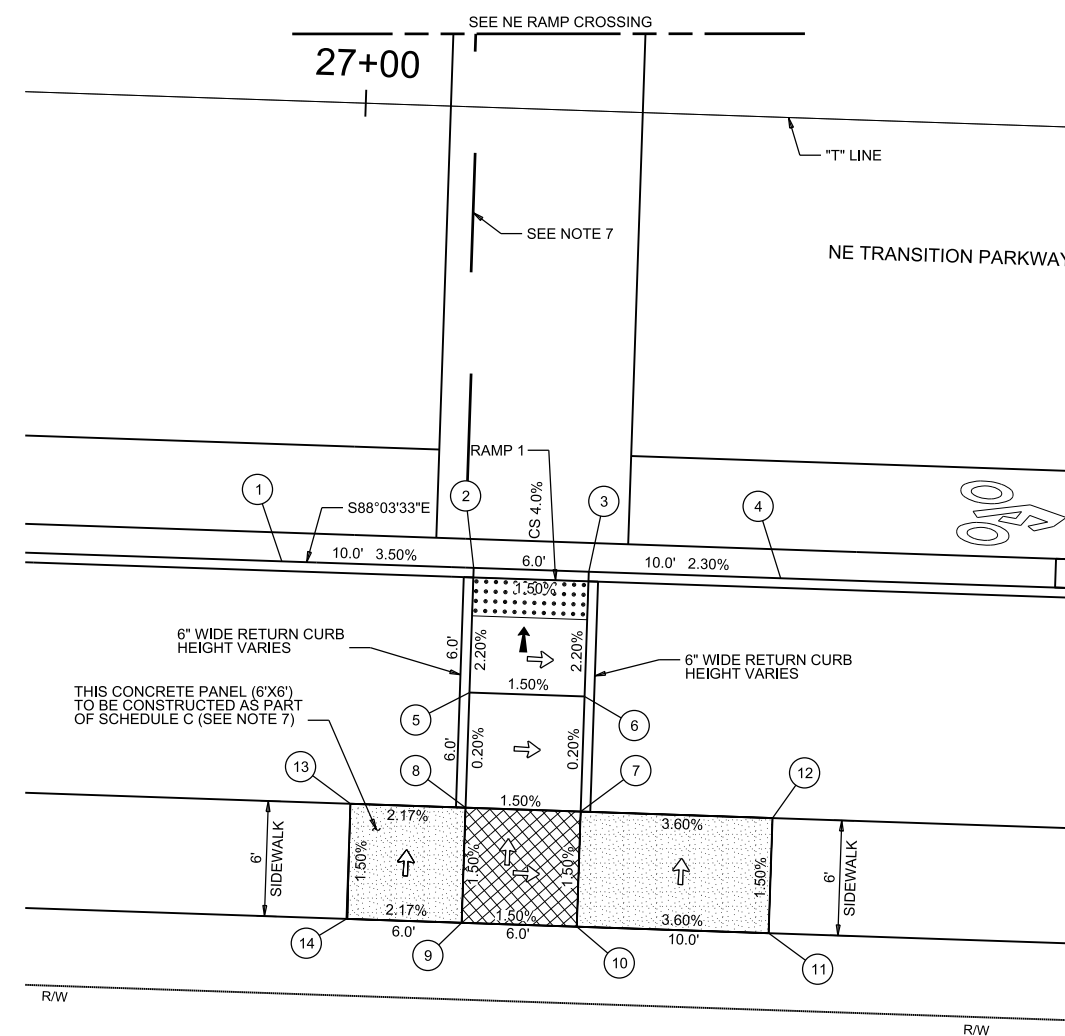 SEE NE RAMP CROSSING
27+00
"T" LINE
SEE NOTE 7
NE TRANSITION PARKWAY
RAMP 1
1
2
3
4
S88°03'33"E
CS 4.0%
10.0' 3.50%
6.0'
10.0' 2.30%
1.50%
6" WIDE RETURN CURB
HEIGHT VARIES
6.0'
2.20%
2.20%
6" WIDE RETURN CURB
HEIGHT VARIES
1.50%
THIS CONCRETE PANEL (6'X6')
TO BE CONSTRUCTED AS PART
OF SCHEDULE C (SEE NOTE 7)
5
6
6.0'
0.20%
0.20%
13
8
7
12
1.50%
2.17%
3.60%
6'
SIDEWALK
1.50%
1.50%
1.50%
1.50%
6'
SIDEWALK
2.17%
1.50%
3.60%
6.0'
6.0'
10.0'
14
9
10
11
R/W
R/W